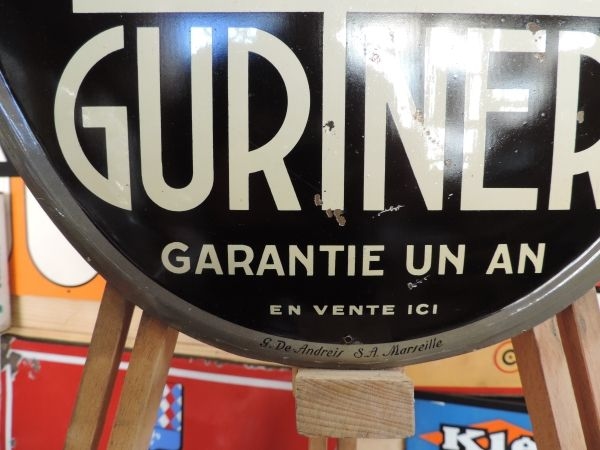 GURTNER
GARANTIE UN AN
EN VENTE ICI
G. De Andreis S.A. Marseille